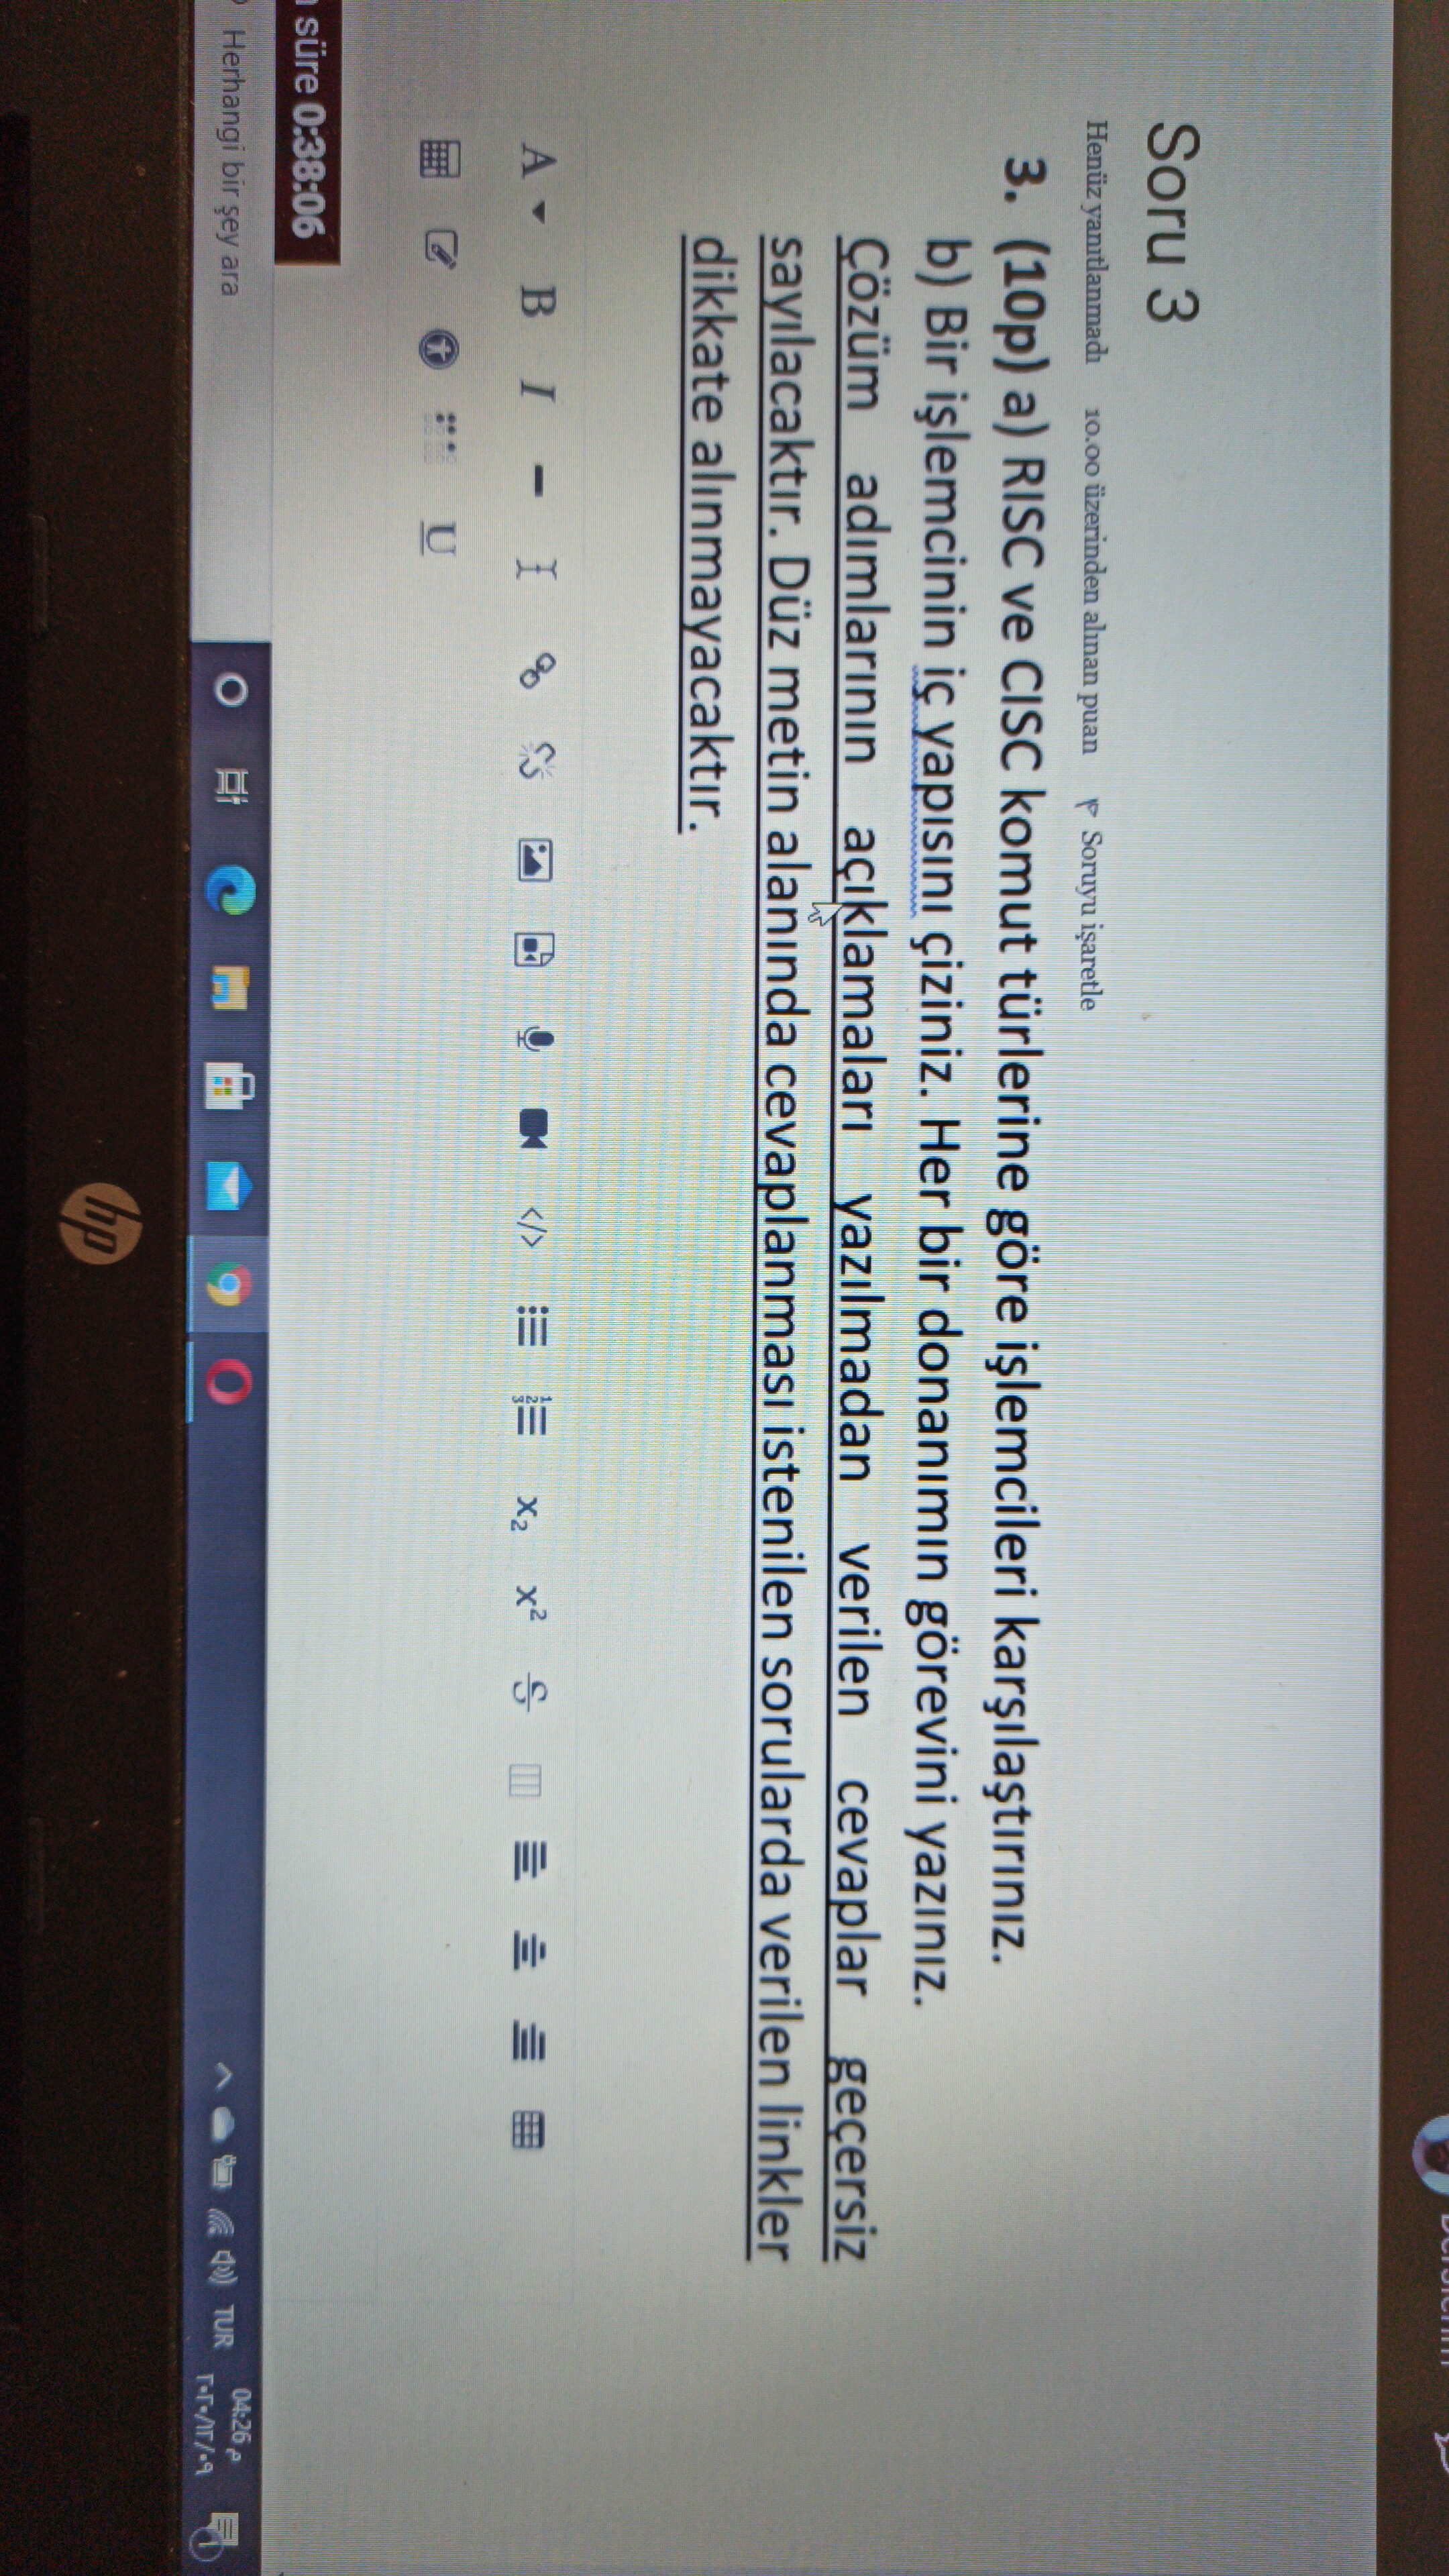 Soru 3
Henüz yanıtlanmadı 10.00 üzerinden alınan puan Soruyu işaretle
3. (10p) a) RISC ve CISC komut türlerine göre işlemcileri karşılaştırınız.
b) Bir işlemcinin iç yapısını çiziniz. Her bir donanımın görevini yazınız.
Çözüm adımlarının açıklamaları yazılmadan verilen cevaplar geçersiz
sayılacaktır. Düz metin alanında cevaplanması istenilen sorularda verilen linkler
dikkate alınmayacaktır.
A B I X₂ X² S
U
süre 0:38:06
Herhangi bir şey ara
TUR
04:26 م
٢٠٢٠/١٢/٠٩
1
hp